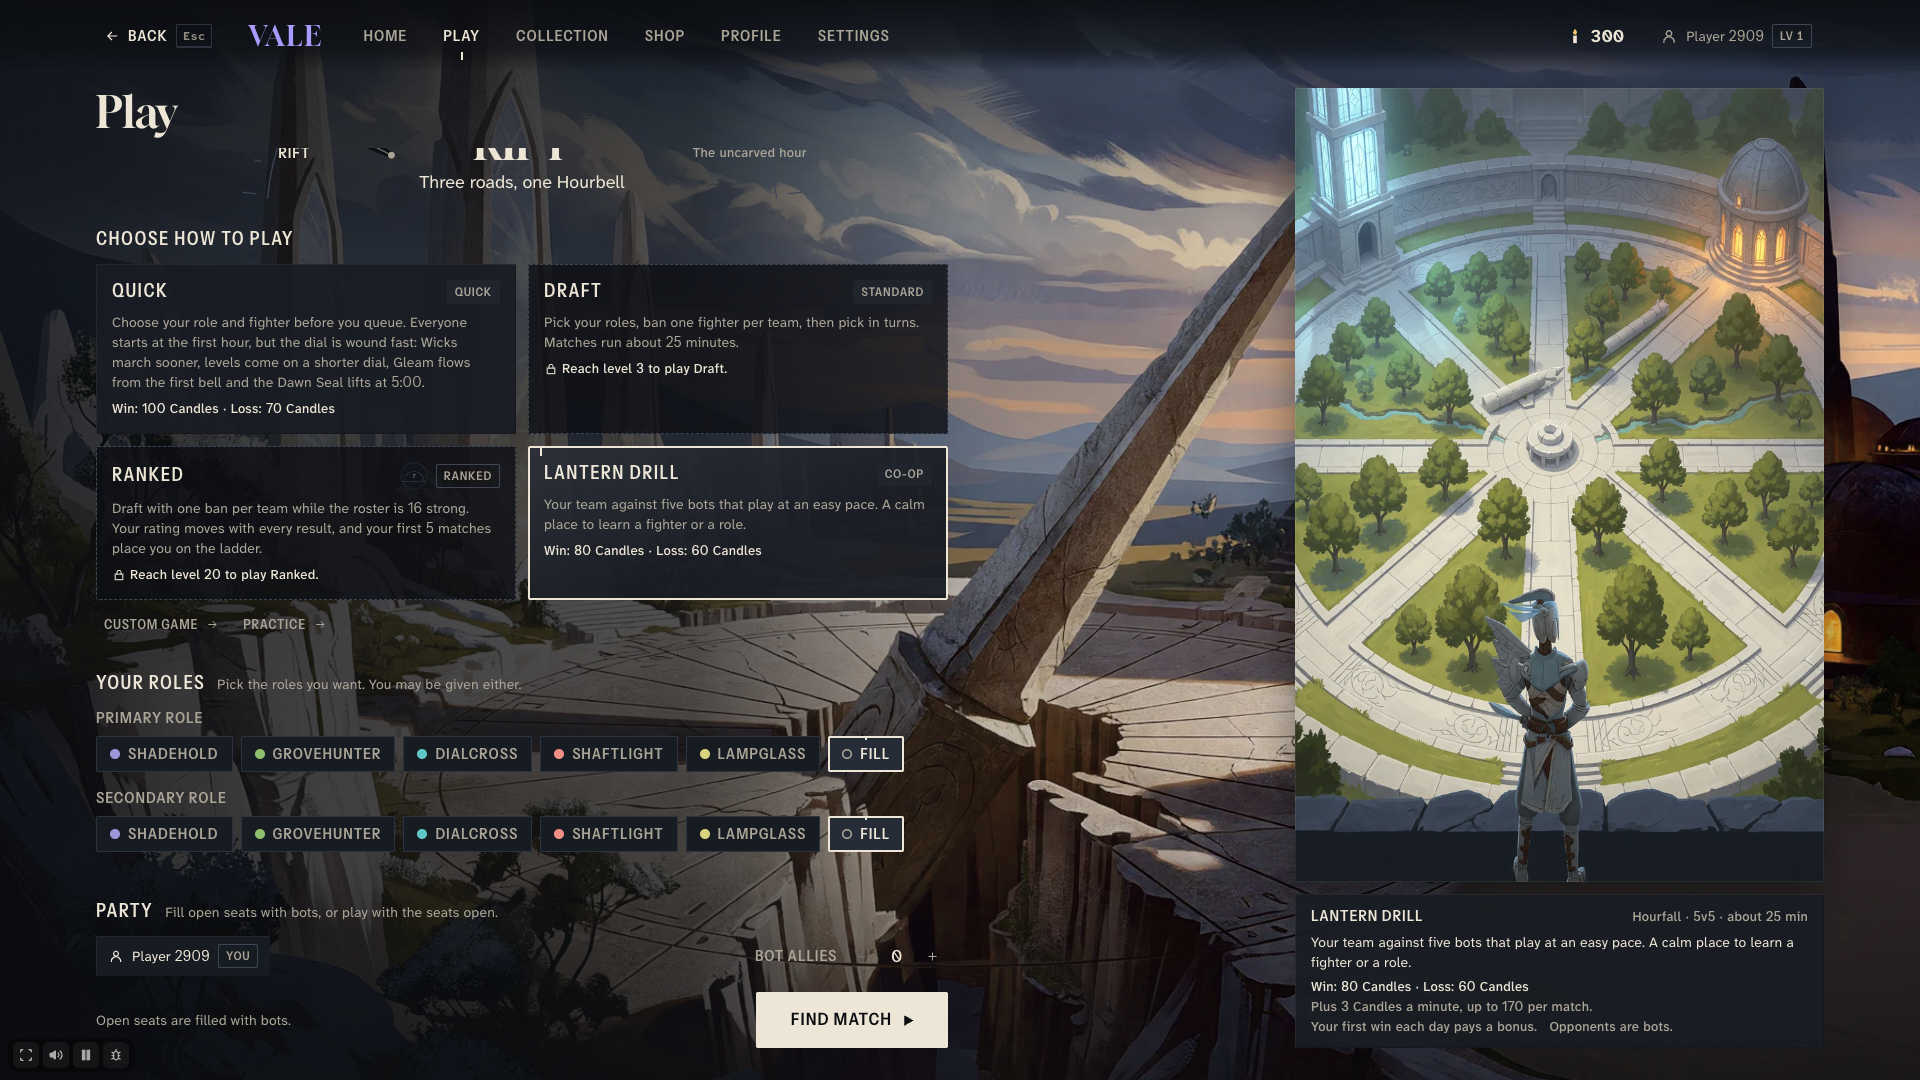 BACK Esc VALE HOME PLAY COLLECTION SHOP PROFILE SETTINGS 300 Player 2909 LV 1
Play
RIFT The uncarved hour
Three roads, one Hourbell
CHOOSE HOW TO PLAY
QUICK QUICK
Choose your role and fighter before you queue. Everyone
starts at the first hour, but the dial is wound fast: Wicks
march sooner, levels come on a shorter dial, Gleam flows
from the first bell and the Dawn Seal lifts at 5:00.
Win: 100 Candles · Loss: 70 Candles
DRAFT STANDARD
Pick your roles, ban one fighter per team, then pick in turns.
Matches run about 25 minutes.
Reach level 3 to play Draft.
RANKED RANKED
Draft with one ban per team while the roster is 16 strong.
Your rating moves with every result, and your first 5 matches
place you on the ladder.
Reach level 20 to play Ranked.
LANTERN DRILL CO-OP
Your team against five bots that play at an easy pace. A calm
place to learn a fighter or a role.
Win: 80 Candles · Loss: 60 Candles
CUSTOM GAME → PRACTICE →
YOUR ROLES Pick the roles you want. You may be given either.
PRIMARY ROLE
SHADEHOLD GROVEHUNTER DIALCROSS SHAFTLIGHT LAMPGLASS FILL
SECONDARY ROLE
SHADEHOLD GROVEHUNTER DIALCROSS SHAFTLIGHT LAMPGLASS FILL
PARTY Fill open seats with bots, or play with the seats open.
Player 2909 YOU
BOT ALLIES 0 +
Open seats are filled with bots.
FIND MATCH
LANTERN DRILL Hourfall · 5v5 · about 25 min
Your team against five bots that play at an easy pace. A calm place to learn a
fighter or a role.
Win: 80 Candles · Loss: 60 Candles
Plus 3 Candles a minute, up to 170 per match.
Your first win each day pays a bonus. Opponents are bots.